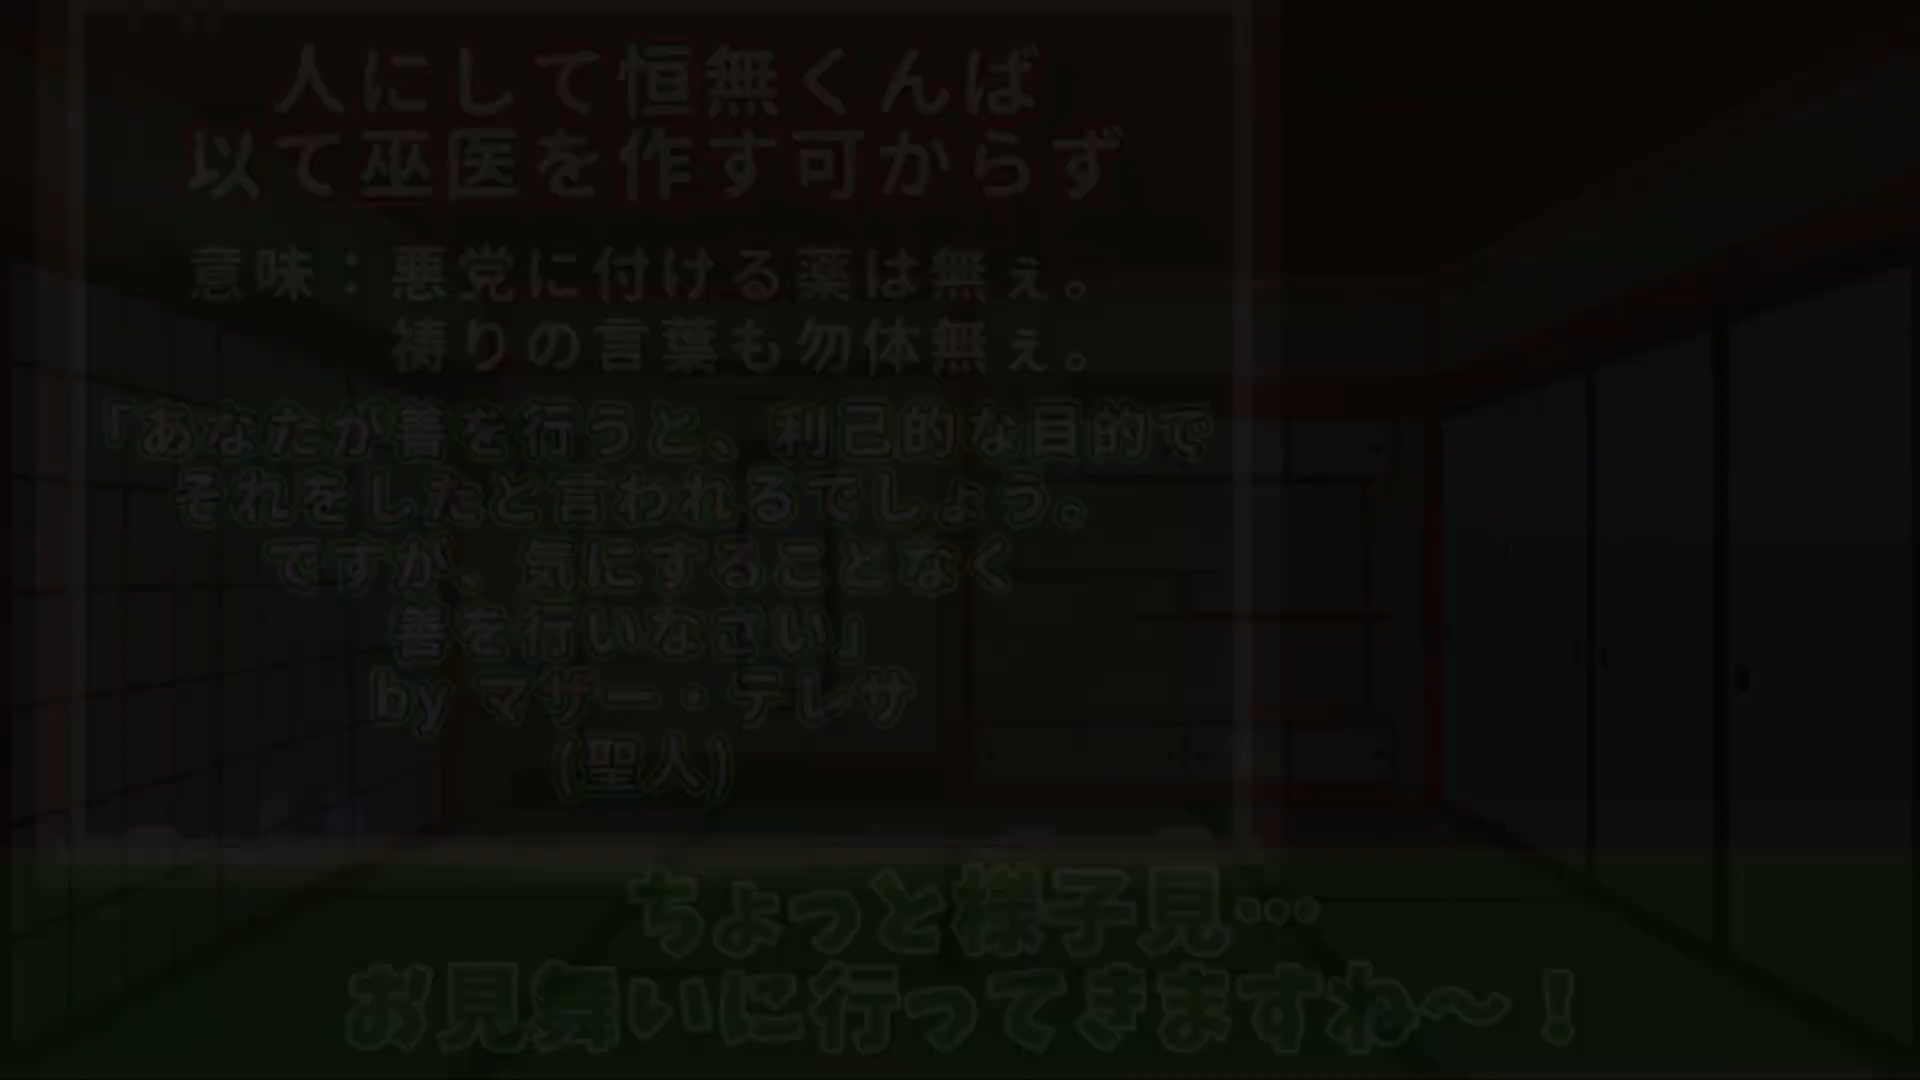 人にして恒無くんば
以て巫医を作す可からず
意味：悪党に付ける薬は無ぇ。
祷りの言葉も勿体無ぇ。
『あなたが善を行うと、利己的な目的で
それをしたと言われるでしょう。
ですが、気にすることなく
善を行いなさい』
by マザー・テレサ
(聖人)
ちょっと様子見…
お見舞いに行ってきますね～！